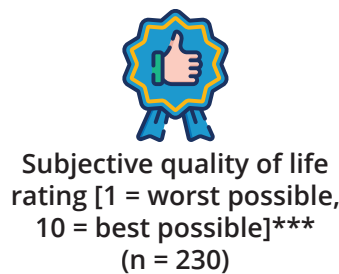 Subjective quality of life
rating [1 = worst possible,
10 = best possible]***
(n = 230)